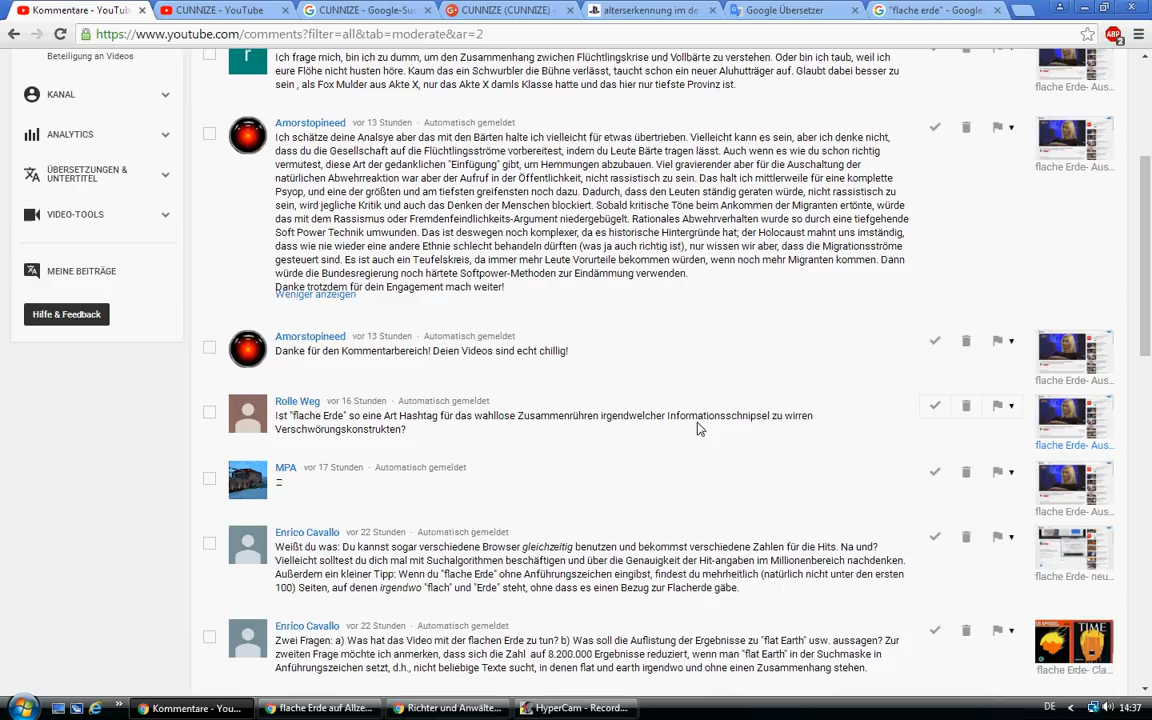 Kommentare - YouTu
CUNNIZE - YouTube
CUNNIZE - Google-Su
CUNNIZE (CUNNIZE) -
alterserkennung im de
Google Übersetzer
"flache erde" - Google
https://www.youtube.com/comments?filter=all&tab=moderate&ar=2
ABP
2
Beteiligung an Videos
KANAL
ANALYTICS
ÜBERSETZUNGEN &
UNTERTITEL
VIDEO-TOOLS
MEINE BEITRÄGE
Hilfe & Feedback
r
Ich frage mich, bin ich zu dumm, um den Zusammenhang zwischen Flüchtlingskrise und Vollbärte zu verstehen. Oder bin ich taub, weil ich
eure Flöhe nicht husten höre. Kaum das ein Schwurbler die Bühne verlässt, taucht schon ein neuer Aluhutträger auf. Glaubt dabei besser zu
sein , als Fox Mulder aus Akte X, nur das Akte X damls Klasse hatte und das hier nur tiefste Provinz ist.
flache Erde- Aus...
Amorstopineed vor 13 Stunden · Automatisch gemeldet
Ich schätze deine Analsye aber das mit den Bärten halte ich vielleicht für etwas übertrieben. Vielleicht kann es sein, aber ich denke nicht,
dass du die Gesellschaft auf die Flüchtlingsströme vorbereitest, indem du Leute Bärte tragen lässt. Auch wenn es wie du schon richtig
vermutest, diese Art der gedanklichen "Einfügung" gibt, um Hemmungen abzubauen. Viel gravierender aber für die Auschaltung der
natürlichen Abwehrreaktion war aber der Aufruf in der Öffentlichkeit, nicht rassistisch zu sein. Das halt ich mittlerweile für eine komplette
Psyop, und eine der größten und am tiefsten greifensten noch dazu. Dadurch, dass den Leuten ständig geraten würde, nicht rassistisch zu
sein, wird jegliche Kritik und auch das Denken der Menschen blockiert. Sobald kritische Töne beim Ankommen der Migranten ertönte, würde
das mit dem Rassismus oder Fremdenfeindlichkeits-Argument niedergebügelt. Rationales Abwehrverhalten wurde so durch eine tiefgehende
Soft Power Technik umwunden. Das ist deswegen noch komplexer, da es historische Hintergründe hat; der Holocaust mahnt uns imständig,
dass wie nie wieder eine andere Ethnie schlecht behandeln dürften (was ja auch richtig ist), nur wissen wir aber, dass die Migrationsströme
gesteuert sind. Es ist auch ein Teufelskreis, da immer mehr Leute Vorurteile bekommen würden, wenn noch mehr Migranten kommen. Dann
würde die Bundesregierung noch härtete Softpower-Methoden zur Eindämmung verwenden.
Danke trotzdem für dein Engagement mach weiter!
Weniger anzeigen
flache Erde- Aus...
Amorstopineed vor 13 Stunden · Automatisch gemeldet
Danke für den Kommentarbereich! Deien Videos sind echt chillig!
flache Erde- Aus...
Rolle Weg vor 16 Stunden · Automatisch gemeldet
Ist "flache Erde" so eine Art Hashtag für das wahllose Zusammenrühren irgendwelcher Informationsschnipsel zu wirren
Verschwörungskonstrukten?
flache Erde- Aus...
MPA vor 17 Stunden · Automatisch gemeldet
flache Erde- Aus...
Enrico Cavallo vor 22 Stunden · Automatisch gemeldet
Weißt du was: Du kannst sogar verschiedene Browser gleichzeitig benutzen und bekommst verschiedene Zahlen für die Hits. Na und?
Vielleicht solltest du dich mal mit Suchalgorithmen beschäftigen und über die Genauigkeit der Hit-angaben im Millionenbereich nachdenken.
Außerdem ein kleiner Tipp: Wenn du "flache Erde" ohne Anführungszeichen eingibst, findest du mehrheitlich (natürlich nicht unter den ersten
100) Seiten, auf denen irgendwo "flach" und "Erde" steht, ohne dass es einen Bezug zur Flacherde gäbe.
flache Erde- neu...
Enrico Cavallo vor 22 Stunden · Automatisch gemeldet
Zwei Fragen: a) Was hat das Video mit der flachen Erde zu tun? b) Was soll die Auflistung der Ergebnisse zu "flat Earth" usw. aussagen? Zur
zweiten Frage möchte ich anmerken, dass sich die Zahl auf 8.200.000 Ergebnisse reduziert, wenn man "flat Earth" in der Suchmaske in
Anführungszeichen setzt, d.h., nicht beliebige Texte sucht, in denen flat und earth irgendwo und ohne einen Zusammenhang stehen.
TIME
flache Erde- Cla...
Kommentare - You...
flache Erde auf Allze...
Richter und Anwälte...
HyperCam - Record...
DE
14:37